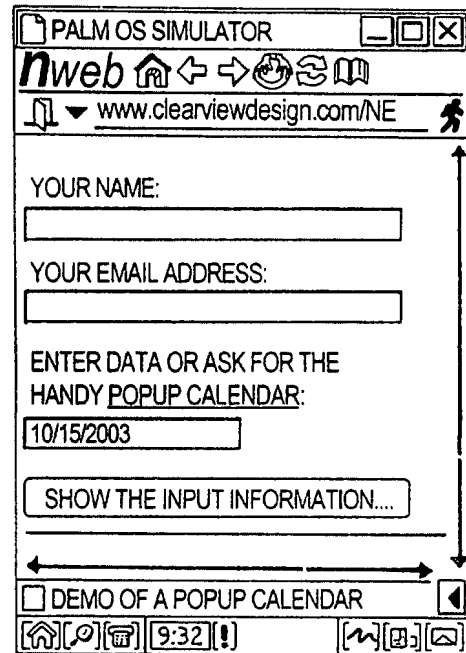 PALM OS SIMULATOR
nweb
www.clearviewdesign.com/NE
YOUR NAME:
YOUR EMAIL ADDRESS:
ENTER DATA OR ASK FOR THE
HANDY POPUP CALENDAR:
10/15/2003
SHOW THE INPUT INFORMATION....
DEMO OF A POPUP CALENDAR
9:32 !